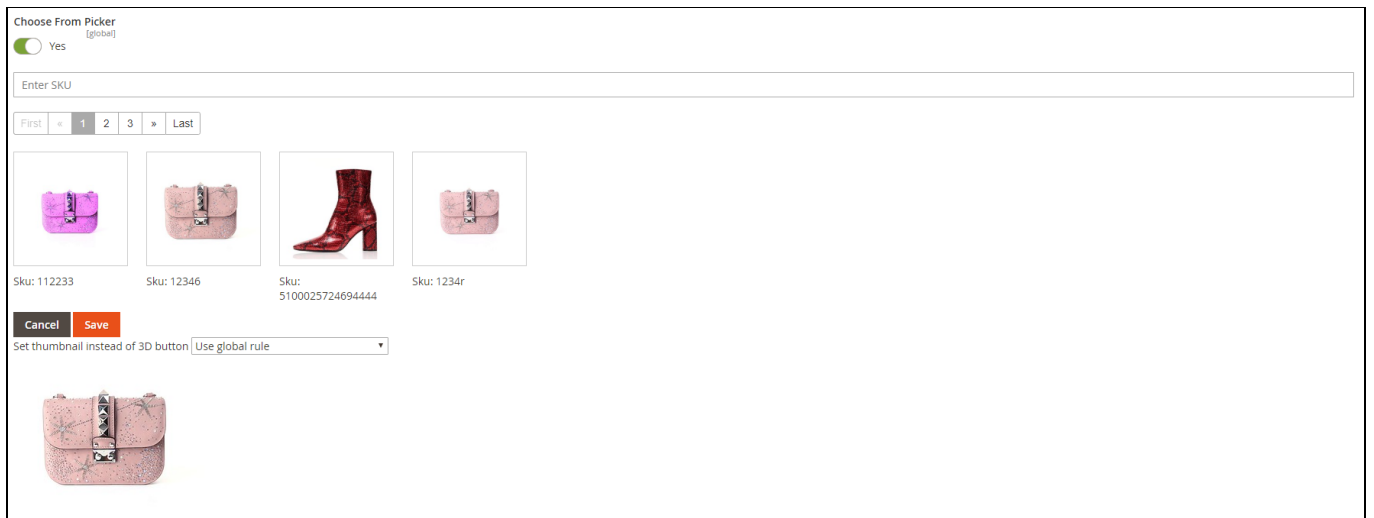 Choose From Picker
[global]
Yes
Enter SKU
First « 1 2 3 » Last
Sku: 112233 Sku: 12346 Sku: Sku: 1234r
5100025724694444
Cancel Save
Set thumbnail instead of 3D button Use global rule